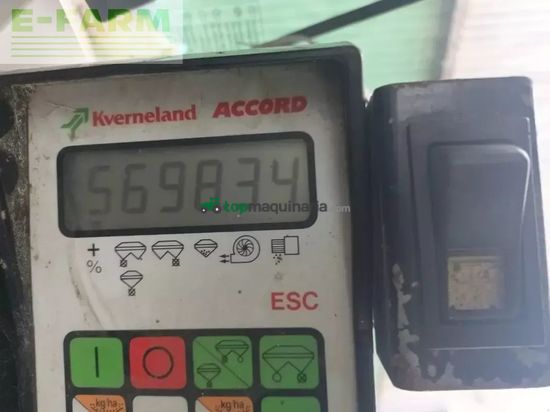 E-FARM
Kverneland ACCORD
569834
topmaquinaria.com
+
%
ESC
kg/ha
kg/ha